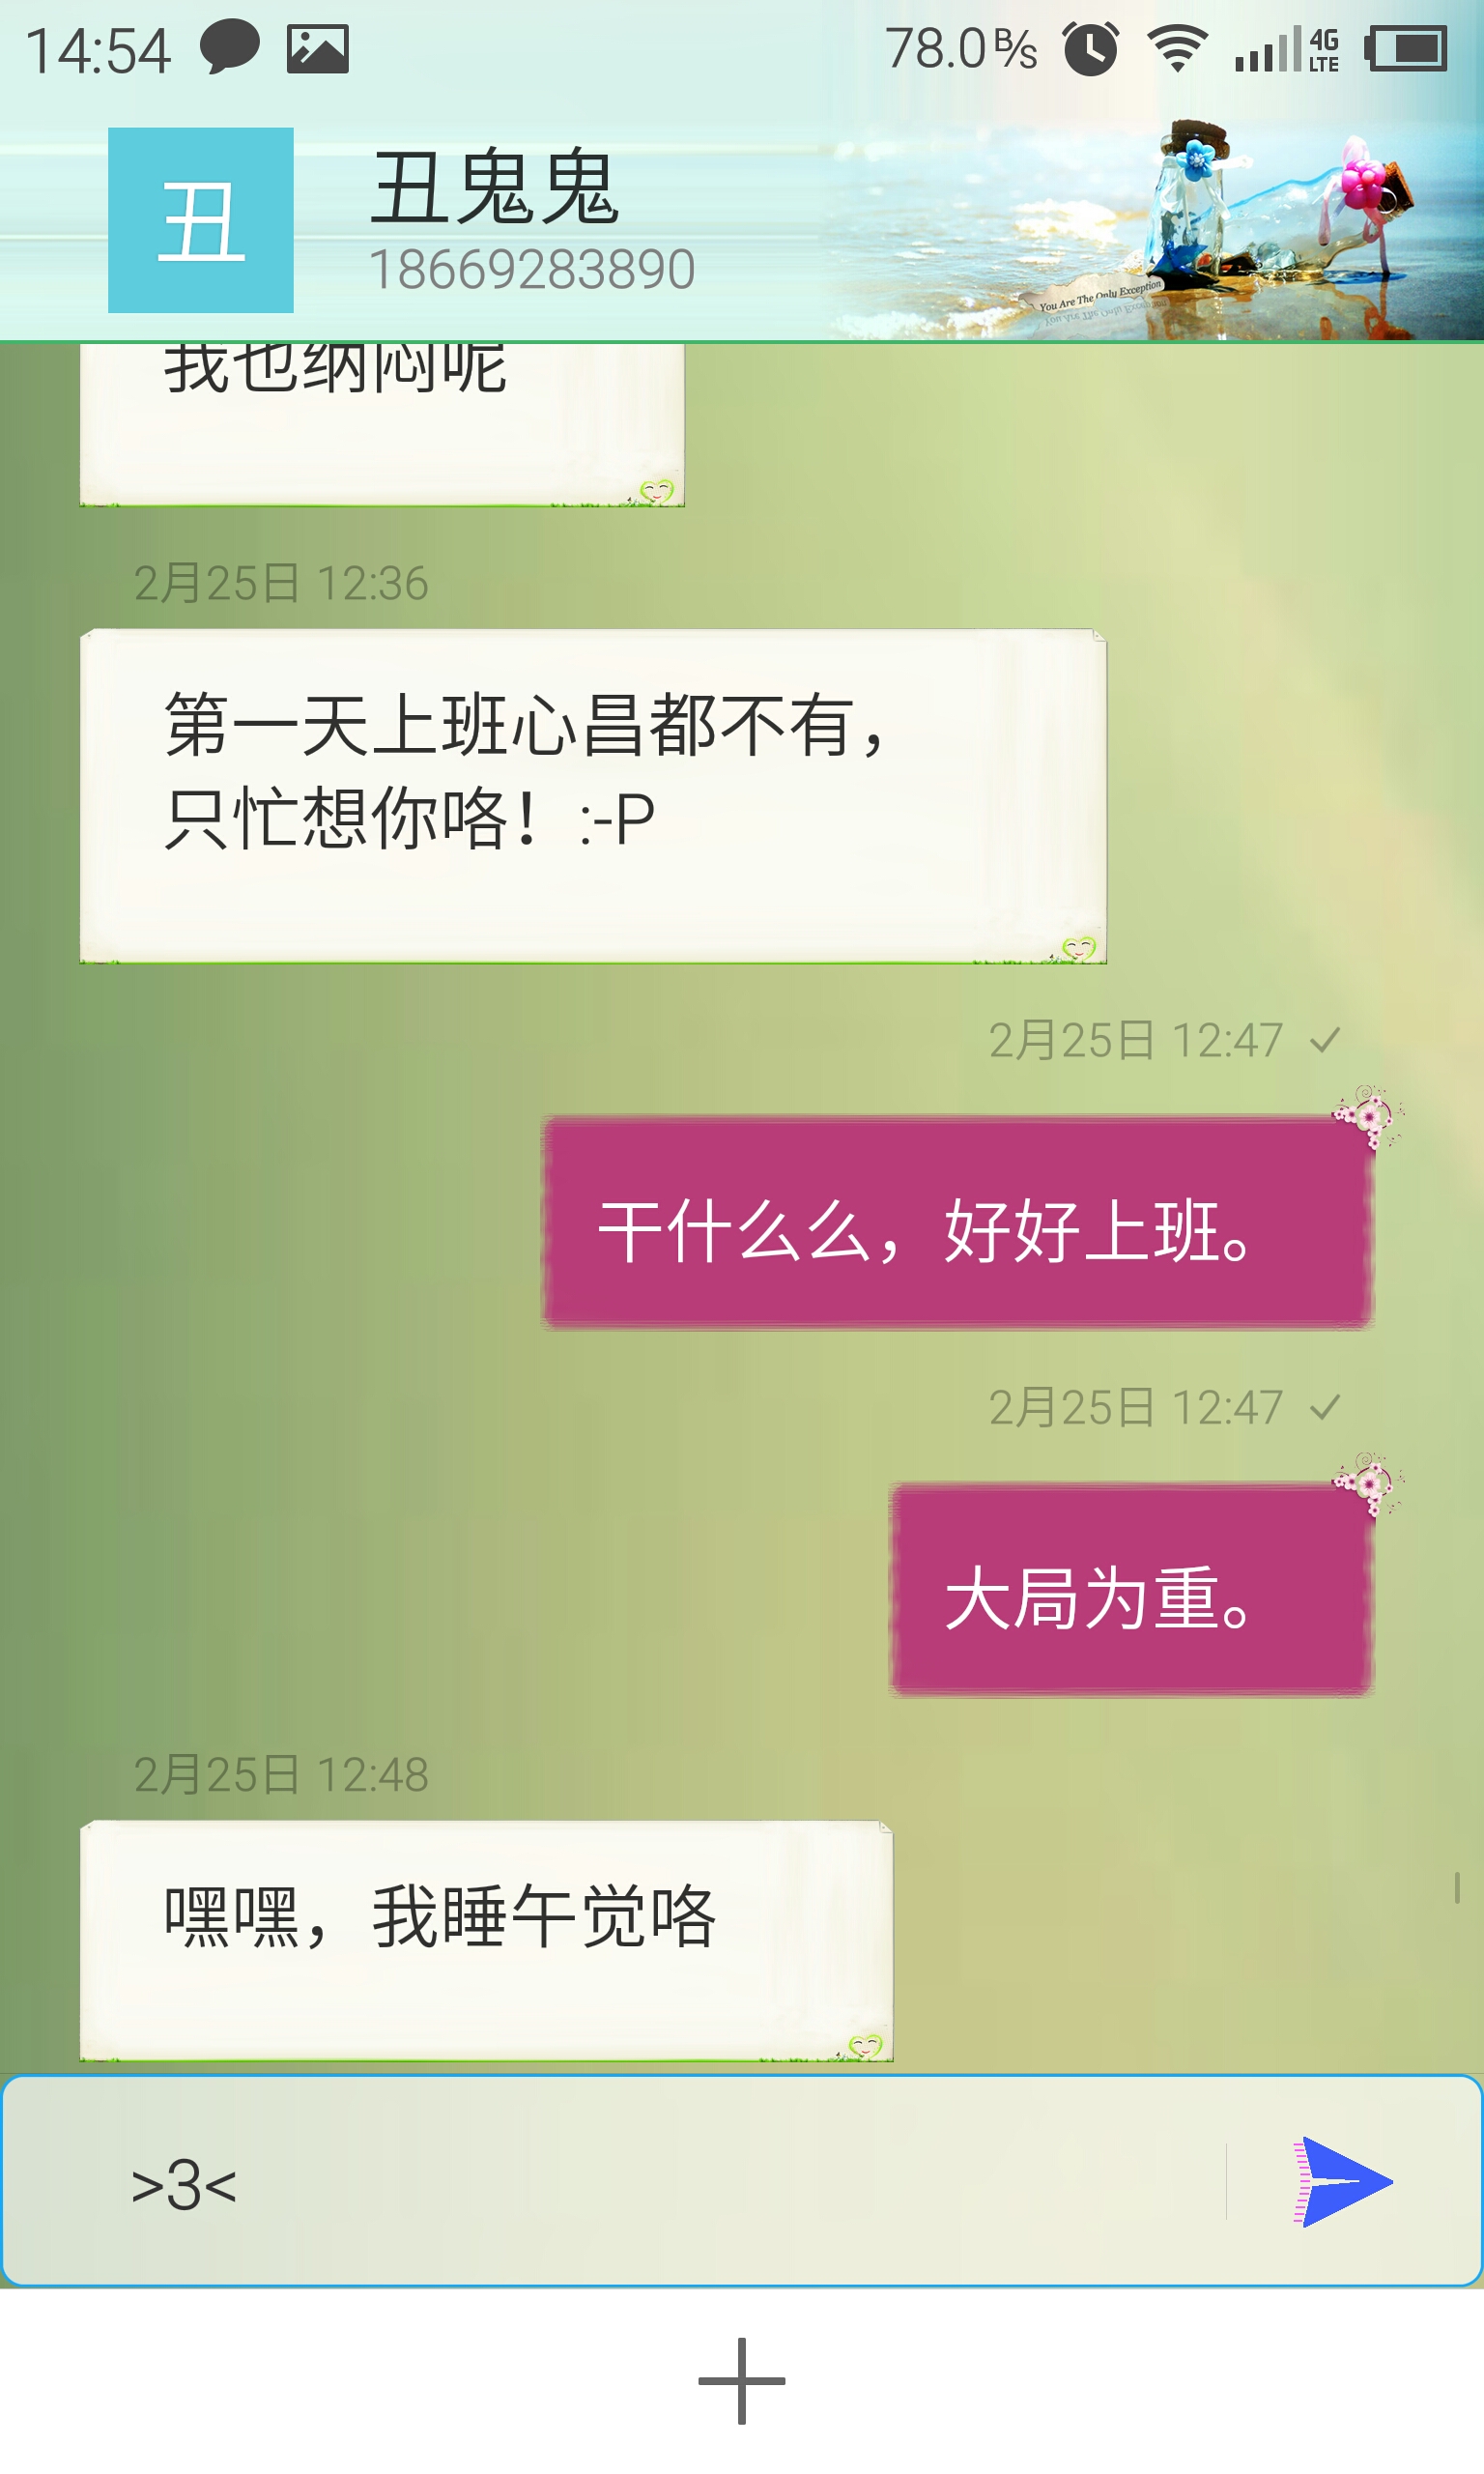 14:54
78.0 B/s
4G
LTE
丑
丑鬼鬼
18669283890
You Are The Only Exception
我也纳闷呢
2月25日 12:36
第一天上班心昌都不有，
只忙想你咯！:-P
2月25日 12:47
干什么么，好好上班。
2月25日 12:47
大局为重。
2月25日 12:48
嘿嘿，我睡午觉咯
>3<